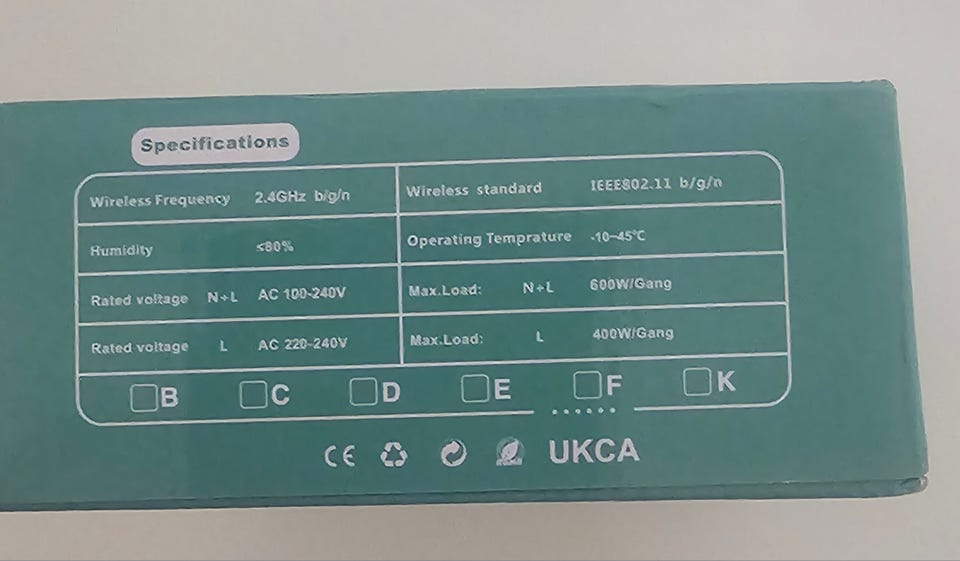 Specifications
Wireless Frequency 2.4GHz b/g/n Wireless standard IEEE802.11 b/g/n
Humidity ≤80% Operating Temprature -10-45℃
Rated voltage N+L AC 100-240V Max.Load: N+L 600W/Gang
Rated voltage L AC 220-240V Max.Load: L 400W/Gang
B C D E F K
CE UKCA